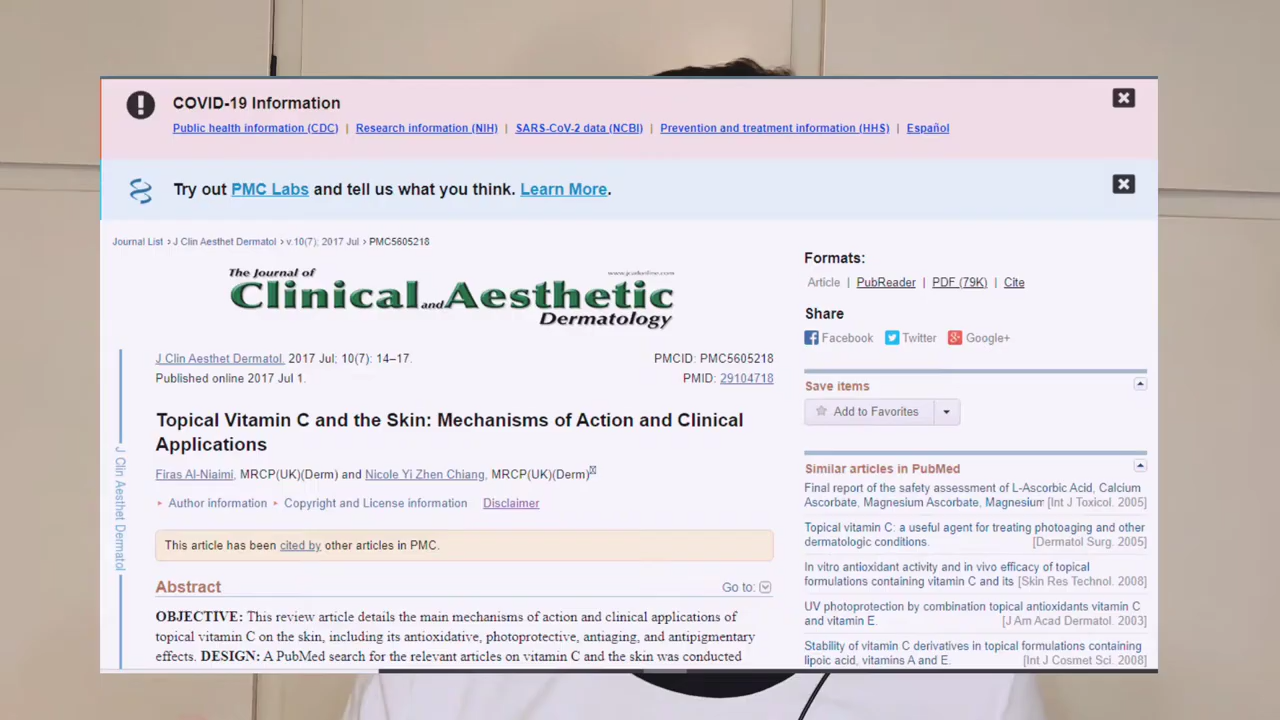 COVID-19 Information
Public health information (CDC) | Research information (NIH) | SARS-CoV-2 data (NCBI) | Prevention and treatment information (HHS) | Español
Try out PMC Labs and tell us what you think. Learn More.
Journal List > J Clin Aesthet Dermatol > v.10(7); 2017 Jul > PMC5605218
The Journal of
Clinical and Aesthetic
Dermatology
J Clin Aesthet Dermatol. 2017 Jul; 10(7): 14–17.
PMCID: PMC5605218
Published online 2017 Jul 1.
PMID: 29104718
Topical Vitamin C and the Skin: Mechanisms of Action and Clinical
Applications
Firas Al-Niaimi, MRCP(UK)(Derm) and Nicole Yi Zhen Chiang, MRCP(UK)(Derm)
Author information Copyright and License information Disclaimer
This article has been cited by other articles in PMC.
Abstract
Go to:
OBJECTIVE: This review article details the main mechanisms of action and clinical applications of
topical vitamin C on the skin, including its antioxidative, photoprotective, antiaging, and antipigmentary
effects. DESIGN: A PubMed search for the relevant articles on vitamin C and the skin was conducted
J Clin Aesthet Dermatol
Formats:
Article | PubReader | PDF (79K) | Cite
Share
Facebook Twitter Google+
Save items
Add to Favorites
Similar articles in PubMed
Final report of the safety assessment of L-Ascorbic Acid, Calcium
Ascorbate, Magnesium Ascorbate, Magnesium [Int J Toxicol. 2005]
Topical vitamin C: a useful agent for treating photoaging and other
dermatologic conditions. [Dermatol Surg. 2005]
In vitro antioxidant activity and in vivo efficacy of topical
formulations containing vitamin C and its [Skin Res Technol. 2008]
UV photoprotection by combination topical antioxidants vitamin C
and vitamin E. [J Am Acad Dermatol. 2003]
Stability of vitamin C derivatives in topical formulations containing
lipoic acid, vitamins A and E. [Int J Cosmet Sci. 2008]